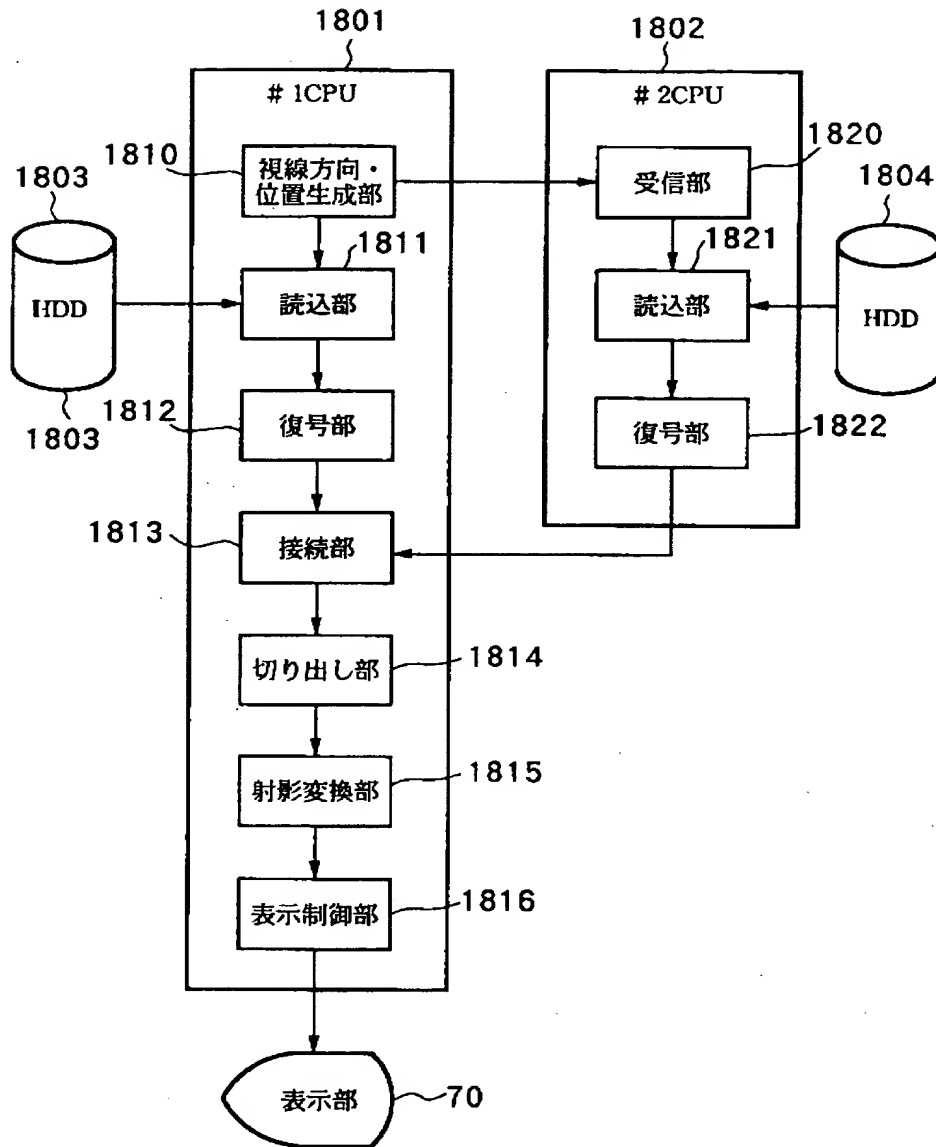 1801
1802
# 1CPU
# 2CPU
1810
視線方向・
位置生成部
1820
受信部
1803
1804
1811
1821
HDD
読込部
読込部
HDD
1803
1812
復号部
復号部
1822
1813
接続部
切り出し部
1814
射影変換部
1815
表示制御部
1816
表示部
70